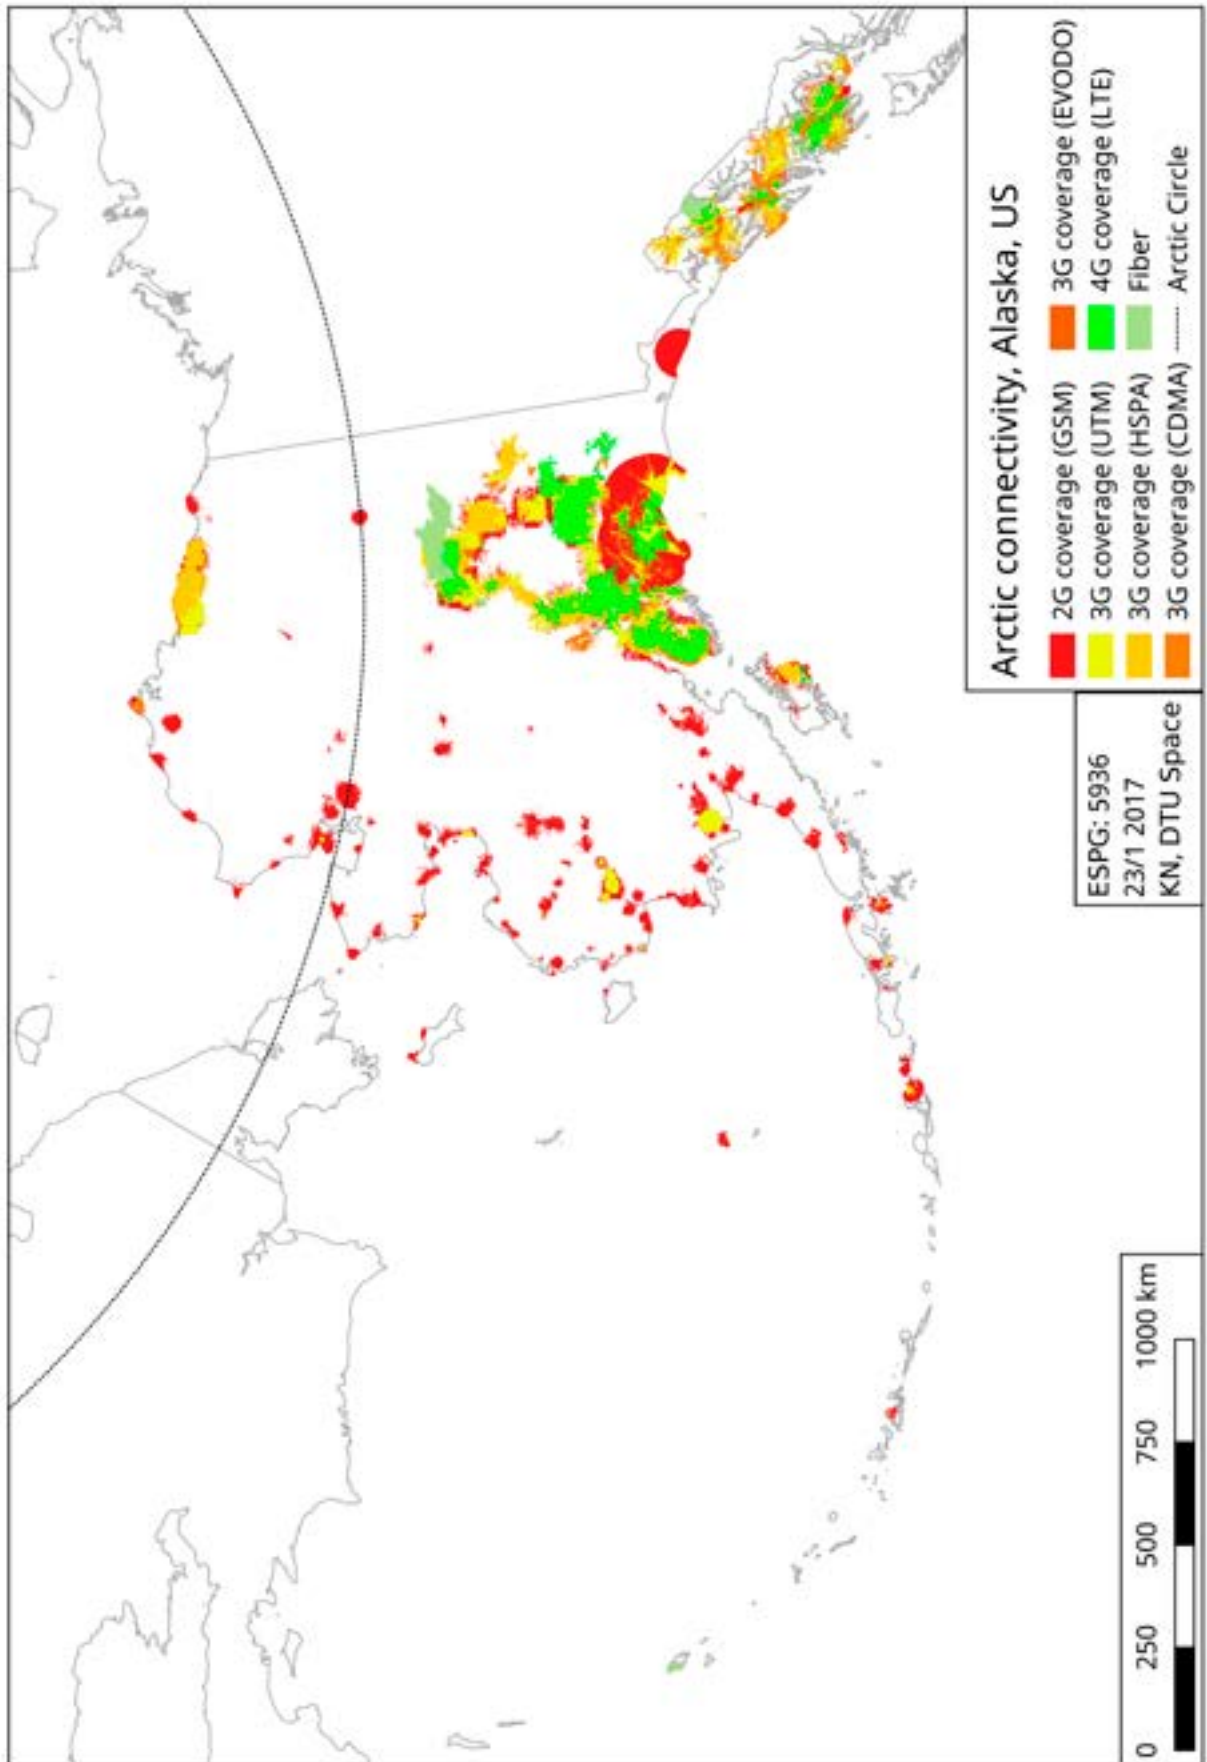 Arctic connectivity, Alaska, US
2G coverage (GSM)
3G coverage (UTM)
3G coverage (HSPA)
3G coverage (CDMA)
3G coverage (EVODO)
4G coverage (LTE)
Fiber
Arctic Circle
ESPG: 5936
23/1 2017
KN, DTU Space
0 250 500 750 1000 km